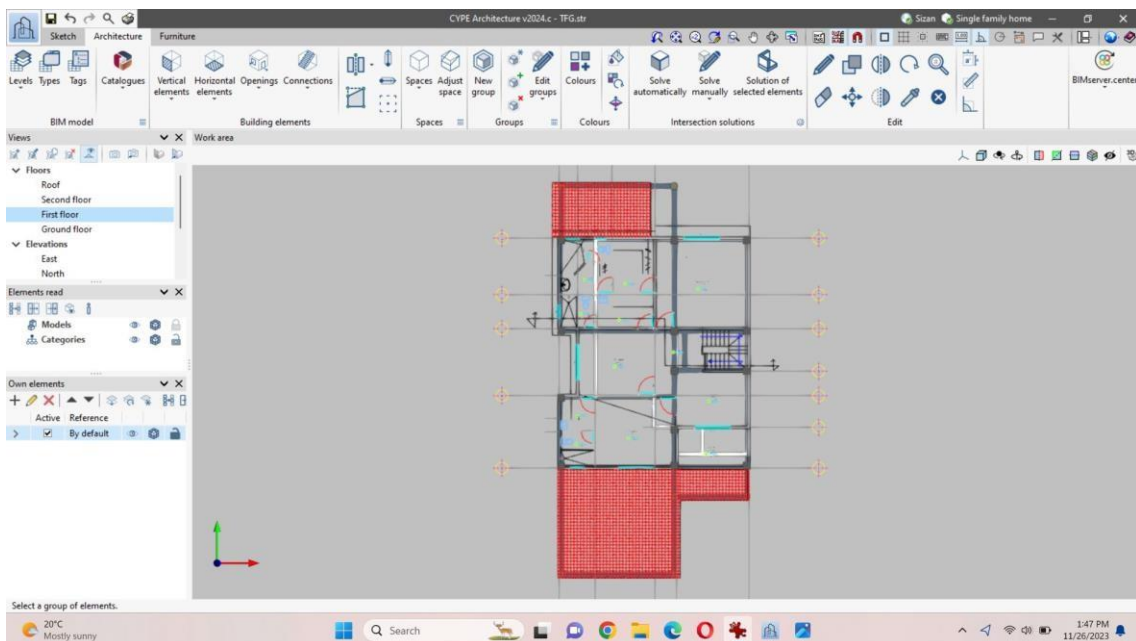 CYPE Architecture v2024.c - TFG.str
Sizan
Single family home
Sketch
Architecture
Furniture
Levels
Types
Tags
Catalogues
Vertical elements
Horizontal elements
Openings
Connections
Spaces
Adjust space
New group
Edit groups
Colours
Solve automatically
Solve manually
Solution of selected elements
BIMserver.center
BIM model
Building elements
Spaces
Groups
Colours
Intersection solutions
Edit
Views
Work area
Floors
Roof
Second floor
First floor
Ground floor
Elevations
East
North
Elements read
Models
Categories
Own elements
Active Reference
By default
Select a group of elements.
20°C
Mostly sunny
Search
1:47 PM
11/26/2023